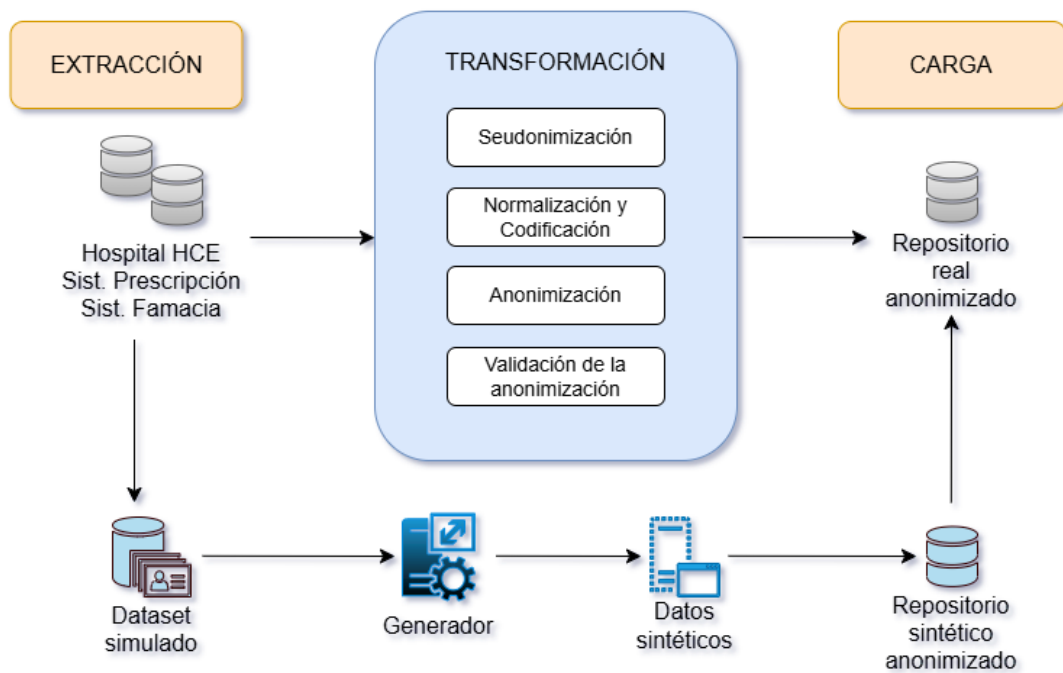 EXTRACCIÓN
TRANSFORMACIÓN
CARGA
Seudonimización
Normalización y
Codificación
Anonimización
Validación de la
anonimización
Hospital HCE
Sist. Prescripción
Sist. Famacia
Repositorio
real
anonimizado
Dataset
simulado
Generador
Datos
sintéticos
Repositorio
sintético
anonimizado